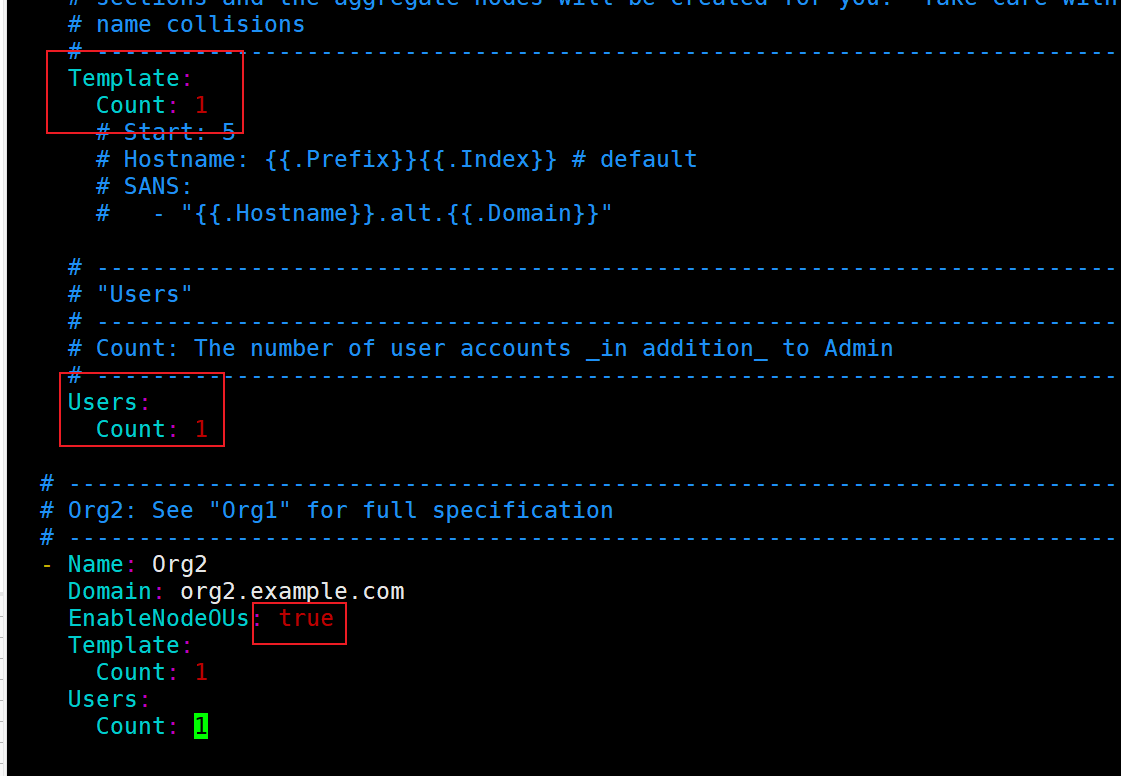 # sections and the aggregate nodes will be created for you.  Take care with
# name collisions
# ---------------------------------------------------------------------------
Template:
Count: 1
# Start: 5
# Hostname: {{.Prefix}}{{.Index}} # default
# SANS:
#   - "{{.Hostname}}.alt.{{.Domain}}"
# ---------------------------------------------------------------------------
# "Users"
# ---------------------------------------------------------------------------
# Count: The number of user accounts _in addition_ to Admin
# ---------------------------------------------------------------------------
Users:
Count: 1
# ---------------------------------------------------------------------------
# Org2: See "Org1" for full specification
# ---------------------------------------------------------------------------
- Name: Org2
Domain: org2.example.com
EnableNodeOUs: true
Template:
Count: 1
Users:
Count: 1